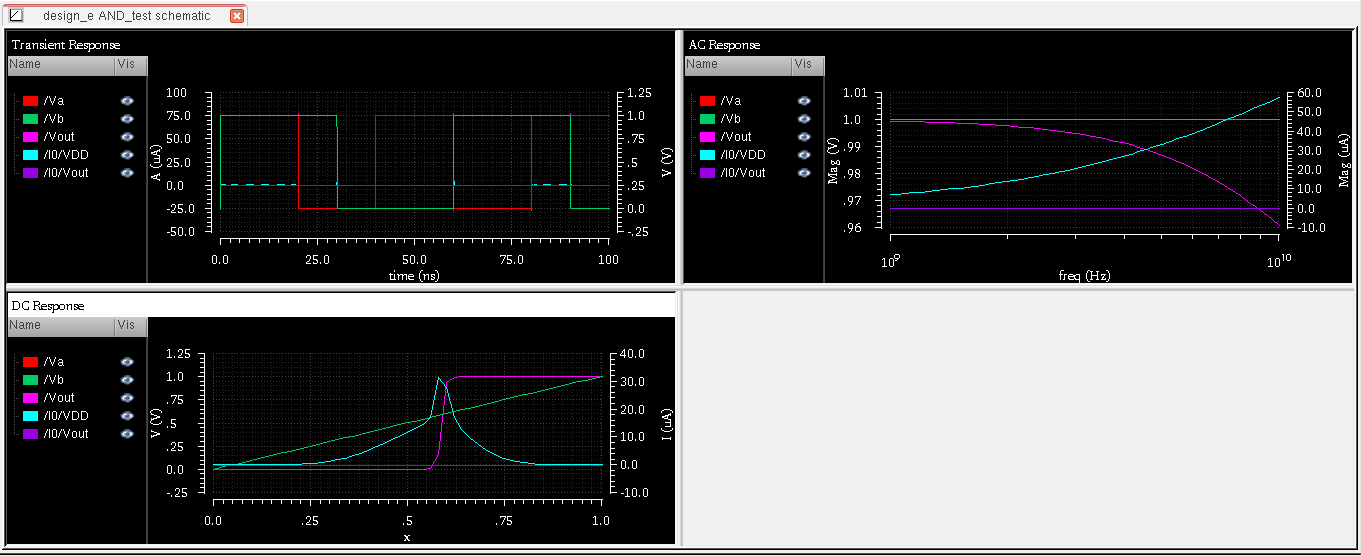 design_e AND_test schematic
Transient Response
Name Vis
/Va
/Vb
/Vout
/I0/VDD
/I0/Vout
A (uA)
100
75.0
50.0
25.0
0.0
-25.0
-50.0
V (V)
1.25
1.0
.75
.5
.25
0.0
-.25
0.0 25.0 50.0 75.0 100
time (ns)
AC Response
Name Vis
/Va
/Vb
/Vout
/I0/VDD
/I0/Vout
Mag (V)
1.01
1.0
.99
.98
.97
.96
Mag (uA)
60.0
50.0
40.0
30.0
20.0
10.0
0.0
-10.0
10⁹ 10¹⁰
freq (Hz)
DC Response
Name Vis
/Va
/Vb
/Vout
/I0/VDD
/I0/Vout
V (V)
1.25
1.0
.75
.5
.25
0.0
-.25
I (uA)
40.0
30.0
20.0
10.0
0.0
-10.0
0.0 .25 .5 .75 1.0
x